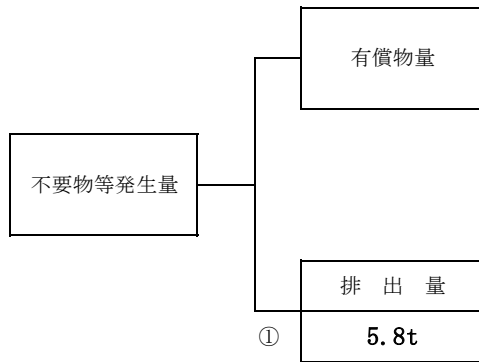 有償物量
不要物等発生量
排 出 量
① 5.8t